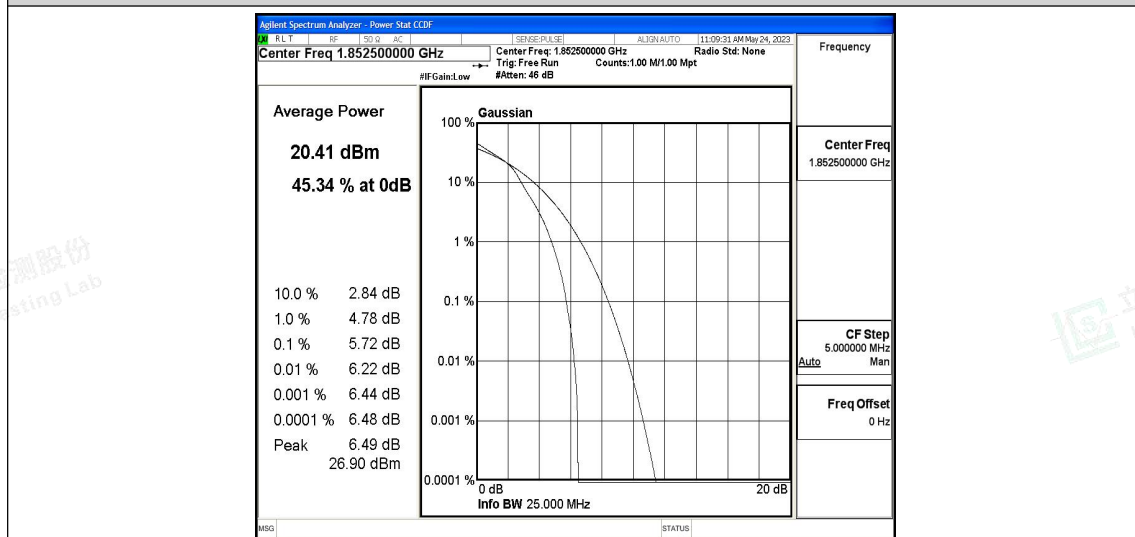 Agilent Spectrum Analyzer - Power Stat CCDF
LXI RLT RF 50 Ω AC SENSE:PULSE ALIGN AUTO 11:09:31 AM May 24, 2023
Center Freq 1.852500000 GHz
Center Freq: 1.852500000 GHz Radio Std: None
Trig: Free Run Counts:1.00 M/1.00 Mpt
#IFGain:Low #Atten: 46 dB
Frequency
Average Power
20.41 dBm
45.34 % at 0dB
10.0 % 2.84 dB
1.0 % 4.78 dB
0.1 % 5.72 dB
0.01 % 6.22 dB
0.001 % 6.44 dB
0.0001 % 6.48 dB
Peak 6.49 dB
26.90 dBm
Gaussian
100 %
10 %
1 %
0.1 %
0.01 %
0.001 %
0.0001 %
0 dB 20 dB
Info BW 25.000 MHz
Center Freq
1.852500000 GHz
CF Step
5.000000 MHz
Auto Man
Freq Offset
0 Hz
MSG STATUS
测股份
sting Lab
立